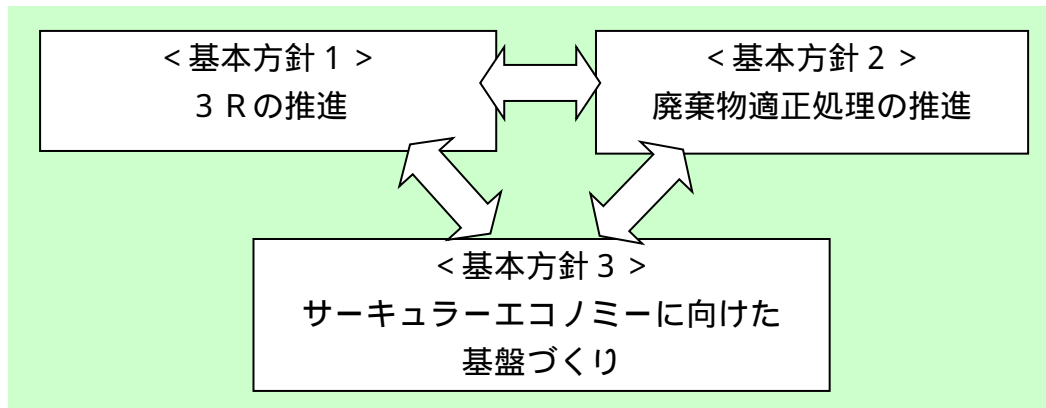 <基本方針1>
3Rの推進
<基本方針2>
廃棄物適正処理の推進
<基本方針3>
サーキュラーエコノミーに向けた
基盤づくり